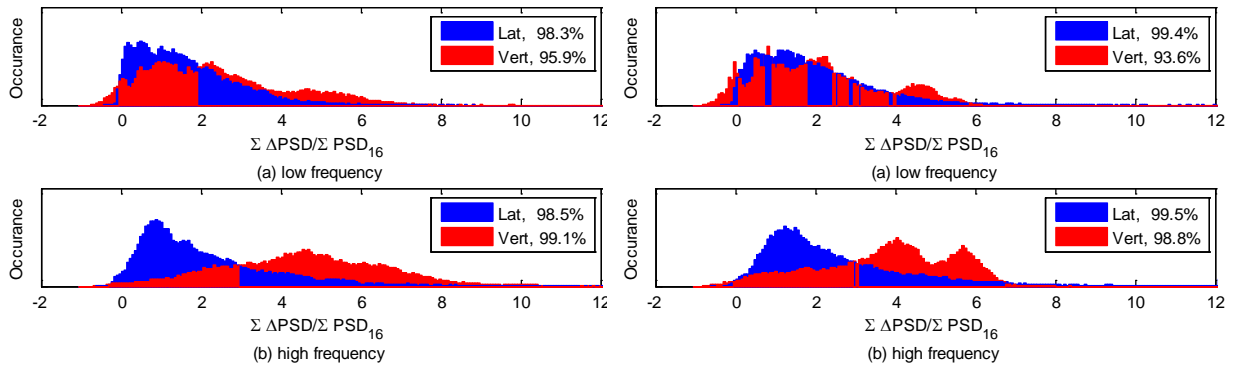 Occurance
Lat, 98.3%
Vert, 95.9%
-2 0 2 4 6 8 10 12
Σ ΔPSD/Σ PSD16
(a) low frequency
Occurance
Lat, 99.4%
Vert, 93.6%
-2 0 2 4 6 8 10 12
Σ ΔPSD/Σ PSD16
(a) low frequency
Occurance
Lat, 98.5%
Vert, 99.1%
-2 0 2 4 6 8 10 12
Σ ΔPSD/Σ PSD16
(b) high frequency
Occurance
Lat, 99.5%
Vert, 98.8%
-2 0 2 4 6 8 10 12
Σ ΔPSD/Σ PSD16
(b) high frequency